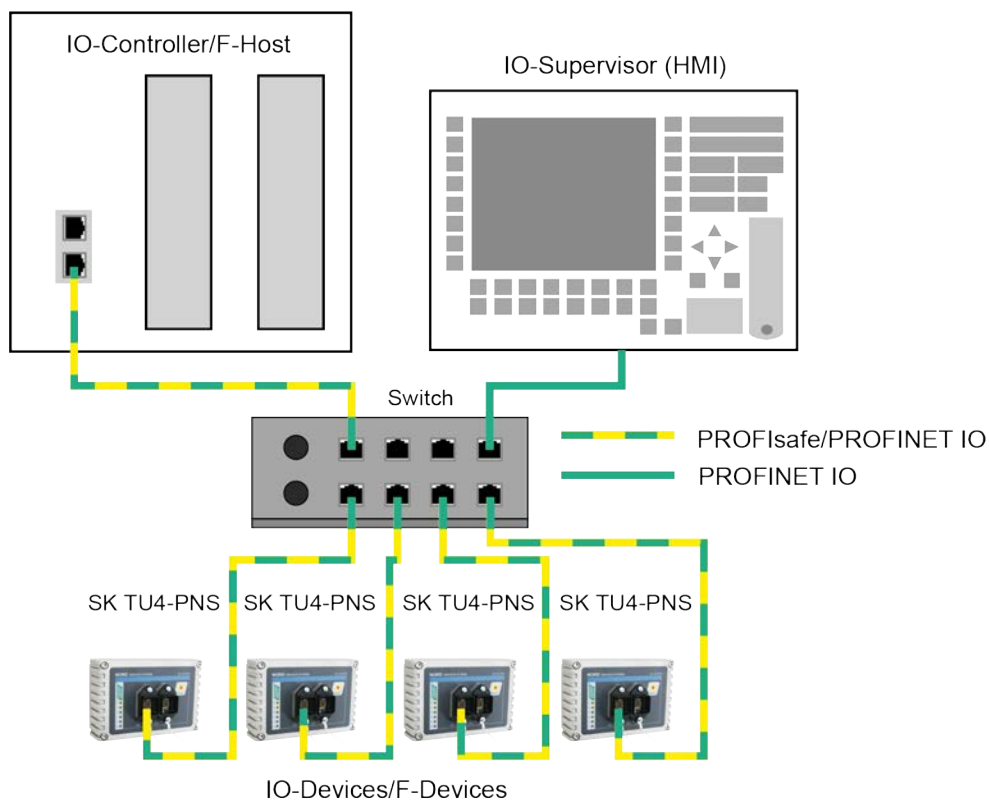 IO-Controller/F-Host
IO-Supervisor (HMI)
Switch
PROFIsafe/PROFINET IO
PROFINET IO
SK TU4-PNS
SK TU4-PNS
SK TU4-PNS
SK TU4-PNS
IO-Devices/F-Devices